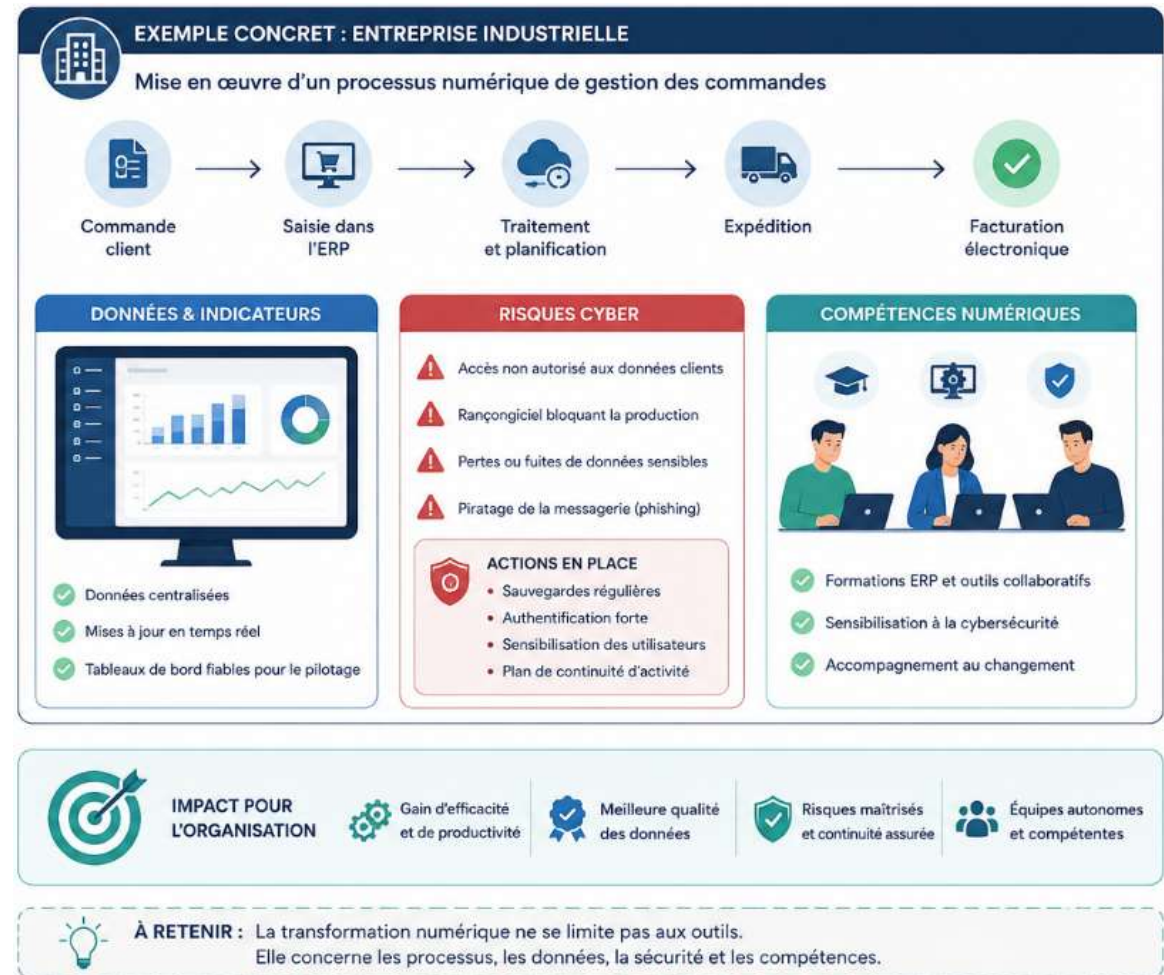 EXEMPLE CONCRET : ENTREPRISE INDUSTRIELLE
Mise en œuvre d'un processus numérique de gestion des commandes
Commande
client
Saisie dans
l'ERP
Traitement
et planification
Expédition
Facturation
électronique
DONNÉES & INDICATEURS
Données centralisées
Mises à jour en temps réel
Tableaux de bord fiables pour le pilotage
RISQUES CYBER
Accès non autorisé aux données clients
Rançongiciel bloquant la production
Pertes ou fuites de données sensibles
Piratage de la messagerie (phishing)
ACTIONS EN PLACE
• Sauvegardes régulières
• Authentification forte
• Sensibilisation des utilisateurs
• Plan de continuité d'activité
COMPÉTENCES NUMÉRIQUES
Formations ERP et outils collaboratifs
Sensibilisation à la cybersécurité
Accompagnement au changement
IMPACT POUR
L'ORGANISATION
Gain d'efficacité
et de productivité
Meilleure qualité
des données
Risques maîtrisés
et continuité assurée
Équipes autonomes
et compétentes
À RETENIR : La transformation numérique ne se limite pas aux outils.
Elle concerne les processus, les données, la sécurité et les compétences.